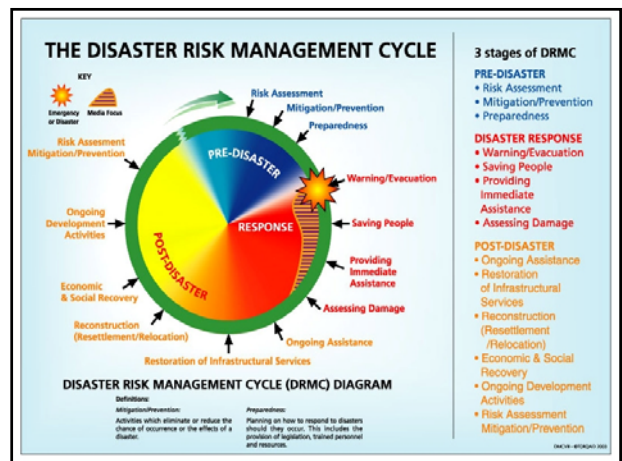 THE DISASTER RISK MANAGEMENT CYCLE
KEY
Emergency
or Disaster
Media Focus
Risk Assessment
Mitigation/Prevention
Preparedness
Warning/Evacuation
Saving People
Providing
Immediate
Assistance
Assessing Damage
Ongoing Assistance
Restoration of Infrastructural Services
Reconstruction
(Resettlement/Relocation)
Economic
& Social Recovery
Ongoing
Development
Activities
Risk Assesment
Mitigation/Prevention
PRE-DISASTER
RESPONSE
POST-DISASTER
DISASTER RISK MANAGEMENT CYCLE (DRMC) DIAGRAM
Definitions:
Mitigation/Prevention:
Activities which eliminate or reduce the
chance of occurrence or the effects of a
disaster.
Preparedness:
Planning on how to respond to disasters
should they occur. This includes the
provision of legislation, trained personnel
and resources.
3 stages of DRMC
PRE-DISASTER
• Risk Assessment
• Mitigation/Prevention
• Preparedness
DISASTER RESPONSE
▪ Warning/Evacuation
▪ Saving People
▪ Providing
Immediate
Assistance
▪ Assessing Damage
POST-DISASTER
▪ Ongoing Assistance
▪ Restoration
of Infrastructural
Services
▪ Reconstruction
(Resettlement
/Relocation)
▪ Economic & Social
Recovery
▪ Ongoing Development
Activities
▪ Risk Assessment
Mitigation/Prevention